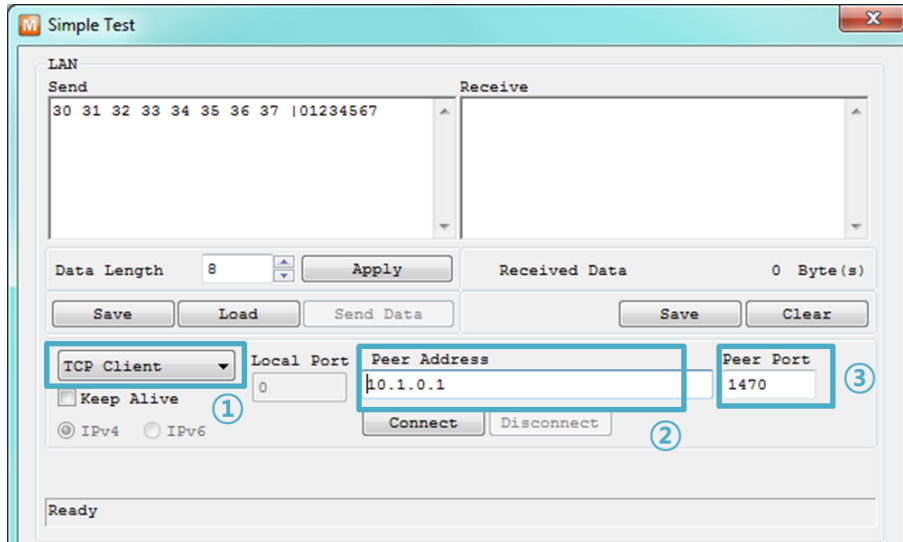 M Simple Test x
LAN
Send Receive
30 31 32 33 34 35 36 37 |01234567
Data Length 8 Apply Received Data 0 Byte(s)
Save Load Send Data Save Clear
TCP Client Local Port Peer Address Peer Port
0 10.1.0.1 1470 ③
Keep Alive ①
IPv4 IPv6 Connect Disconnect ②
Ready